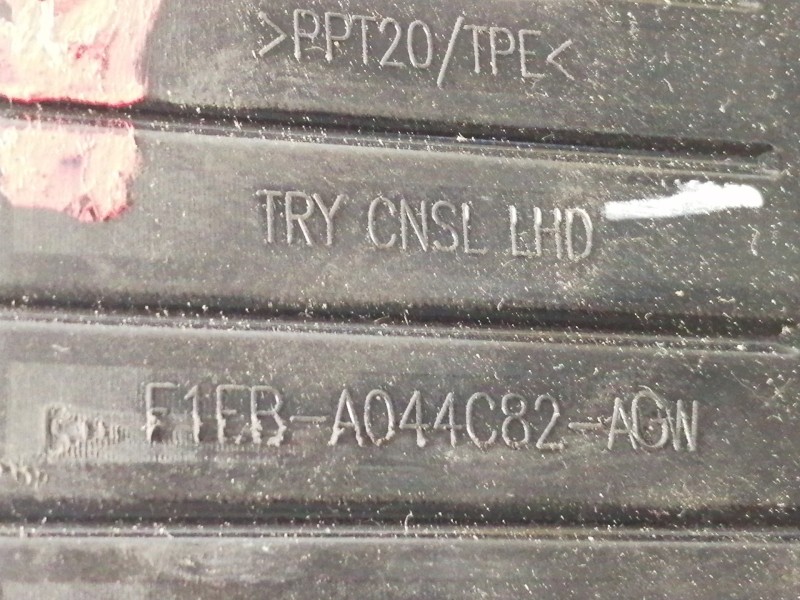 >PPT20/TPE<
TRY CNSL LHD
F1EB-A044C82-AGW